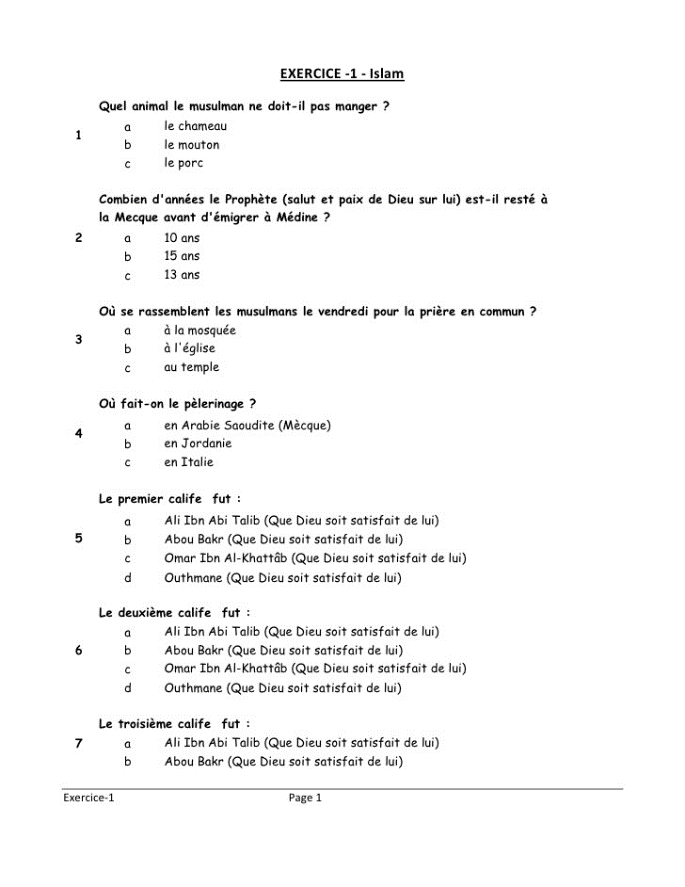 EXERCICE -1 - Islam
Quel animal le musulman ne doit-il pas manger ?
1
a le chameau
b le mouton
c le porc
Combien d'années le Prophète (salut et paix de Dieu sur lui) est-il resté à
la Mecque avant d'émigrer à Médine ?
2
a 10 ans
b 15 ans
c 13 ans
Où se rassemblent les musulmans le vendredi pour la prière en commun ?
3
a à la mosquée
b à l'église
c au temple
Où fait-on le pèlerinage ?
4
a en Arabie Saoudite (Mècque)
b en Jordanie
c en Italie
Le premier calife fut :
5
a Ali Ibn Abi Talib (Que Dieu soit satisfait de lui)
b Abou Bakr (Que Dieu soit satisfait de lui)
c Omar Ibn Al-Khattâb (Que Dieu soit satisfait de lui)
d Outhmane (Que Dieu soit satisfait de lui)
Le deuxième calife fut :
6
a Ali Ibn Abi Talib (Que Dieu soit satisfait de lui)
b Abou Bakr (Que Dieu soit satisfait de lui)
c Omar Ibn Al-Khattâb (Que Dieu soit satisfait de lui)
d Outhmane (Que Dieu soit satisfait de lui)
Le troisième calife fut :
7
a Ali Ibn Abi Talib (Que Dieu soit satisfait de lui)
b Abou Bakr (Que Dieu soit satisfait de lui)
Exercice-1 Page 1